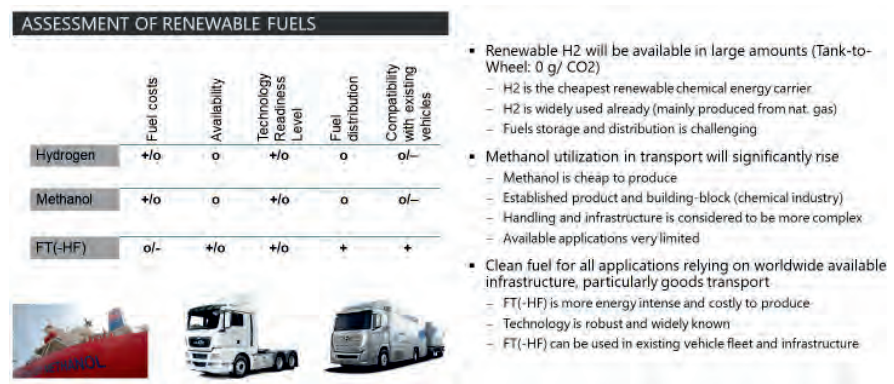 ASSESSMENT OF RENEWABLE FUELS
Fuel costs
Availability
Technology
Readiness
Level
Fuel
distribution
Compatibility
with existing
vehicles
Hydrogen +/o o +/o o o/–
Methanol +/o o +/o o o/–
FT(-HF) o/- +/o +/o + +
METHANOL
▪ Renewable H2 will be available in large amounts (Tank-to-
Wheel: 0 g/ CO2)
– H2 is the cheapest renewable chemical energy carrier
– H2 is widely used already (mainly produced from nat. gas)
– Fuels storage and distribution is challenging
▪ Methanol utilization in transport will significantly rise
– Methanol is cheap to produce
– Established product and building-block (chemical industry)
– Handling and infrastructure is considered to be more complex
– Available applications very limited
▪ Clean fuel for all applications relying on worldwide available
infrastructure, particularly goods transport
– FT(-HF) is more energy intense and costly to produce
– Technology is robust and widely known
– FT(-HF) can be used in existing vehicle fleet and infrastructure